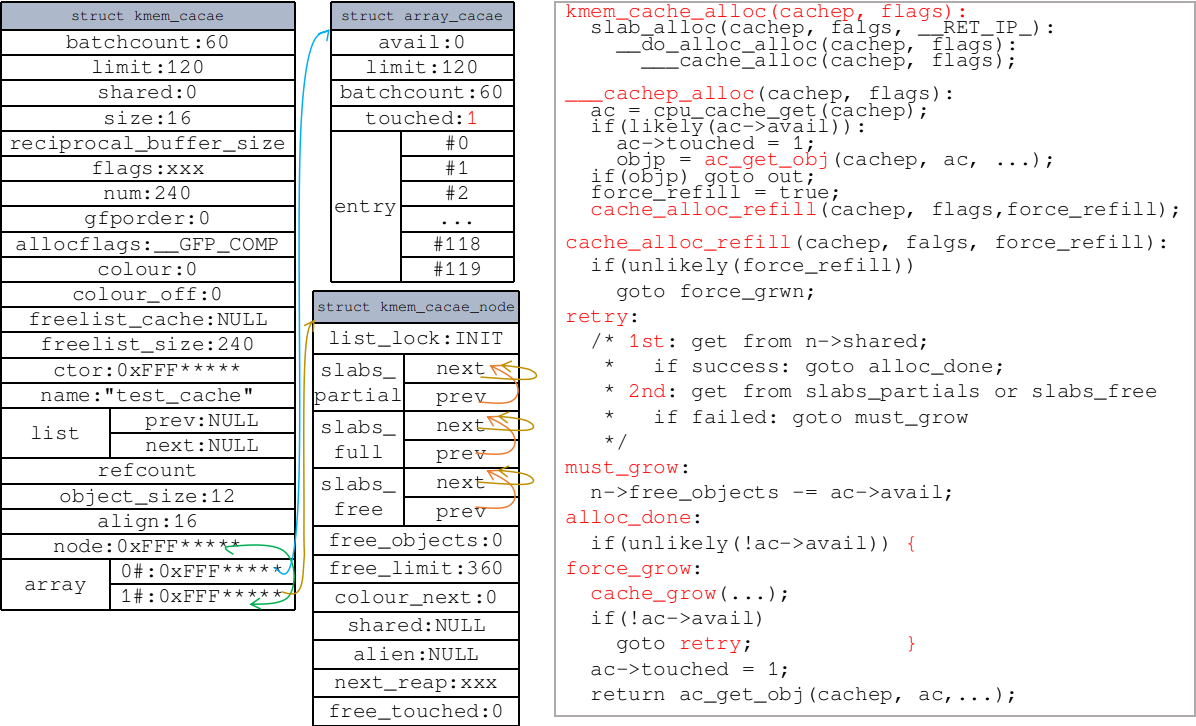 struct kmem_cacae
batchcount:60
limit:120
shared:0
size:16
reciprocal_buffer_size
flags:xxx
num:240
gfporder:0
allocflags:__GFP_COMP
colour:0
colour_off:0
freelist_cache:NULL
freelist_size:240
ctor:0xFFF*****
name:"test_cache"
list
prev:NULL
next:NULL
refcount
object_size:12
align:16
node:0xFFF*****
array
0#:0xFFF*****
1#:0xFFF*****
struct array_cacae
avail:0
limit:120
batchcount:60
touched:1
entry
#0
#1
#2
...
#118
#119
struct kmem_cacae_node
list_lock:INIT
slabs_
partial
next
prev
slabs_
full
next
prev
slabs_
free
next
prev
free_objects:0
free_limit:360
colour_next:0
shared:NULL
alien:NULL
next_reap:xxx
free_touched:0
kmem_cache_alloc(cachep, flags):
slab_alloc(cachep, falgs, __RET_IP_):
__do_alloc_alloc(cachep, flags):
___cache_alloc(cachep, flags);
___cachep_alloc(cachep, flags):
ac = cpu_cache_get(cachep);
if(likely(ac->avail)):
ac->touched = 1;
objp = ac_get_obj(cachep, ac, ...);
if(objp) goto out;
force_refill = true;
cache_alloc_refill(cachep, flags,force_refill);
cache_alloc_refill(cachep, falgs, force_refill):
if(unlikely(force_refill))
goto force_grwn;
retry:
/* 1st: get from n->shared;
* if success: goto alloc_done;
* 2nd: get from slabs_partials or slabs_free
* if failed: goto must_grow
*/
must_grow:
n->free_objects -= ac->avail;
alloc_done:
if(unlikely(!ac->avail)) {
force_grow:
cache_grow(...);
if(!ac->avail)
goto retry; }
ac->touched = 1;
return ac_get_obj(cachep, ac,...);